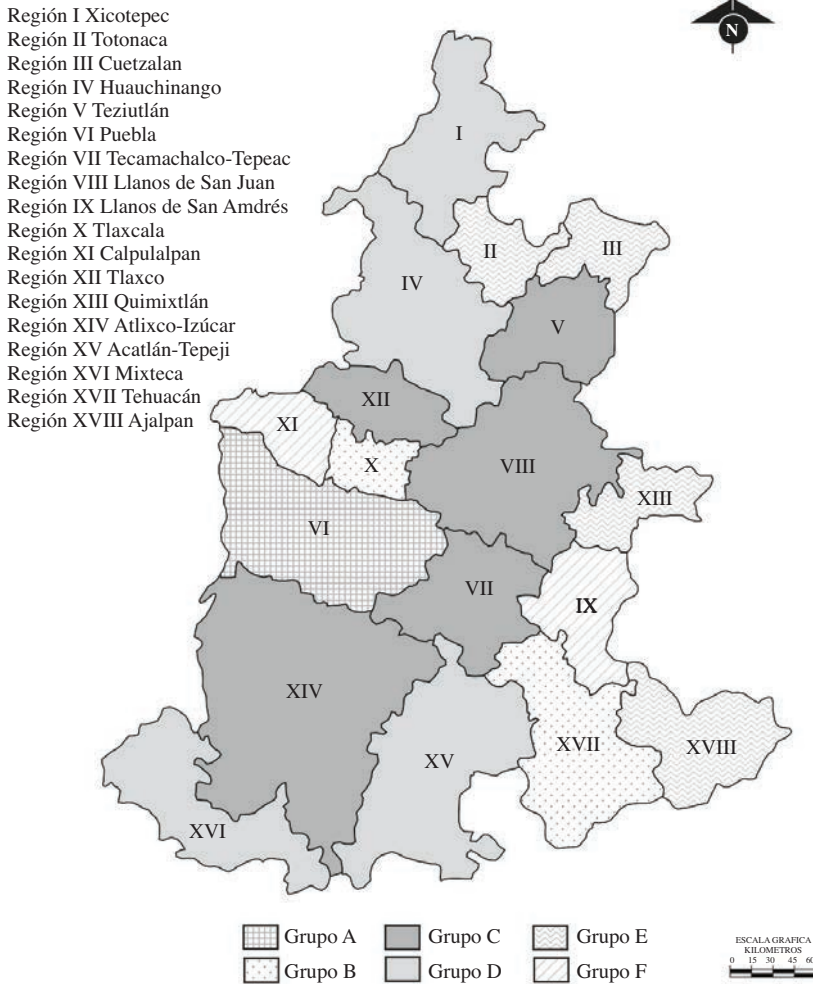 Región I Xicotepec
Región II Totonaca
Región III Cuetzalan
Región IV Huauchinango
Región V Teziutlán
Región VI Puebla
Región VII Tecamachalco-Tepeac
Región VIII Llanos de San Juan
Región IX Llanos de San Amdrés
Región X Tlaxcala
Región XI Calpulalpan
Región XII Tlaxco
Región XIII Quimixtlán
Región XIV Atlixco-Izúcar
Región XV Acatlán-Tepeji
Región XVI Mixteca
Región XVII Tehuacán
Región XVIII Ajalpan
N
I
II
III
IV
V
XII
XI
X
VIII
XIII
VI
VII
IX
XIV
XV
XVII
XVIII
XVI
Grupo A
Grupo C
Grupo E
Grupo B
Grupo D
Grupo F
ESCALA GRAFICA
KILOMETROS
0 15 30 45 60